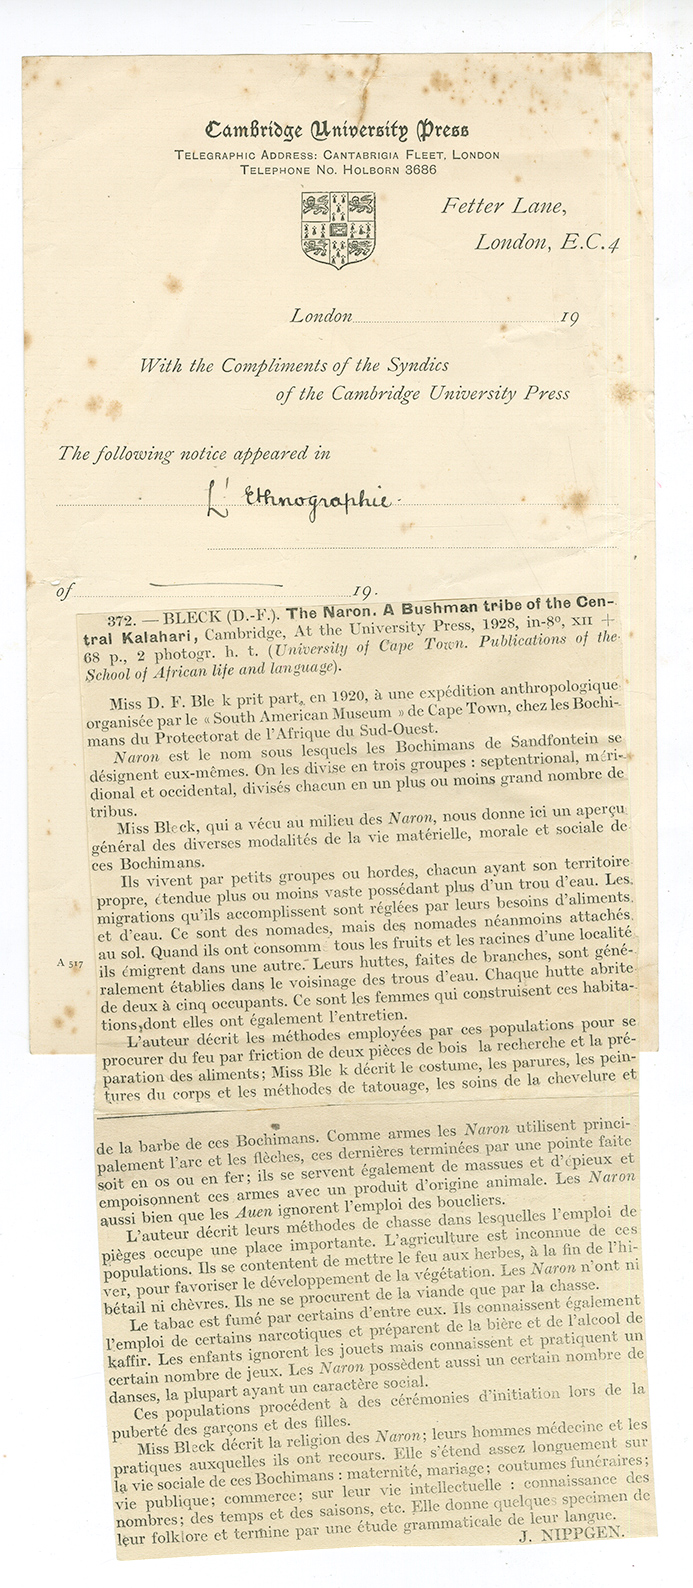 Cambridge University Press
TELEGRAPHIC ADDRESS: CANTABRIGIA FLEET, LONDON
TELEPHONE NO. HOLBORN 3686
Fetter Lane,
London, E.C.4
London 19
With the Compliments of the Syndics
of the Cambridge University Press
The following notice appeared in
L'Ethnographie.
of 19.
372. — BLECK (D.-F.). The Naron. A Bushman tribe of the Cen-
tral Kalahari, Cambridge, At the University Press, 1928, in-8º, XII +
68 p., 2 photogr. h. t. (University of Cape Town. Publications of the
School of African life and language).
Miss D. F. Ble k prit part, en 1920, à une expédition anthropologique
organisée par le « South American Museum » de Cape Town, chez les Bochi-
mans du Protectorat de l'Afrique du Sud-Ouest.
Naron est le nom sous lesquels les Bochimans de Sandfontein se
désignent eux-mêmes. On les divise en trois groupes : septentrional, méri-
dional et occidental, divisés chacun en un plus ou moins grand nombre de
tribus.
Miss Bleck, qui a vécu au milieu des Naron, nous donne ici un aperçu
général des diverses modalités de la vie matérielle, morale et sociale de
ces Bochimans.
Ils vivent par petits groupes ou hordes, chacun ayant son territoire
propre, étendue plus ou moins vaste possédant plus d'un trou d'eau. Les
migrations qu'ils accomplissent sont réglées par leurs besoins d'aliments
et d'eau. Ce sont des nomades, mais des nomades néanmoins attachés
au sol. Quand ils ont consomm tous les fruits et les racines d'une localité
ils émigrent dans une autre. Leurs huttes, faites de branches, sont géné-
ralement établies dans le voisinage des trous d'eau. Chaque hutte abrite
de deux à cinq occupants. Ce sont les femmes qui construisent ces habita-
tions, dont elles ont également l'entretien.
A 517
L'auteur décrit les méthodes employées par ces populations pour se
procurer du feu par friction de deux pièces de bois la recherche et la pré-
paration des aliments; Miss Ble k décrit le costume, les parures, les pein-
tures du corps et les méthodes de tatouage, les soins de la chevelure et
de la barbe de ces Bochimans. Comme armes les Naron utilisent princi-
palement l'arc et les flèches, ces dernières terminées par une pointe faite
soit en os ou en fer; ils se servent également de massues et d'épieux et
empoisonnent ces armes avec un produit d'origine animale. Les Naron
aussi bien que les Auen ignorent l'emploi des boucliers.
L'auteur décrit leurs méthodes de chasse dans lesquelles l'emploi de
pièges occupe une place importante. L'agriculture est inconnue de ces
populations. Ils se contentent de mettre le feu aux herbes, à la fin de l'hi-
ver, pour favoriser le développement de la végétation. Les Naron n'ont ni
bétail ni chèvres. Ils ne se procurent de la viande que par la chasse.
Le tabac est fumé par certains d'entre eux. Ils connaissent également
l'emploi de certains narcotiques et préparent de la bière et de l'alcool de
kaffir. Les enfants ignorent les jouets mais connaissent et pratiquent un
certain nombre de jeux. Les Naron possèdent aussi un certain nombre de
danses, la plupart ayant un caractère social.
Ces populations procédent à des cérémonies d'initiation lors de la
puberté des garçons et des filles.
Miss Bleck décrit la religion des Naron; leurs hommes médecine et les
pratiques auxquelles ils ont recours. Elle s'étend assez longuement sur
la vie sociale de ces Bochimans : maternité, mariage; coutumes funéraires;
vie publique; commerce; sur leur vie intellectuelle : connaissance des
nombres; des temps et des saisons, etc. Elle donne quelques specimen de
leur folklore et termine par une étude grammaticale de leur langue.
J. NIPPGEN.